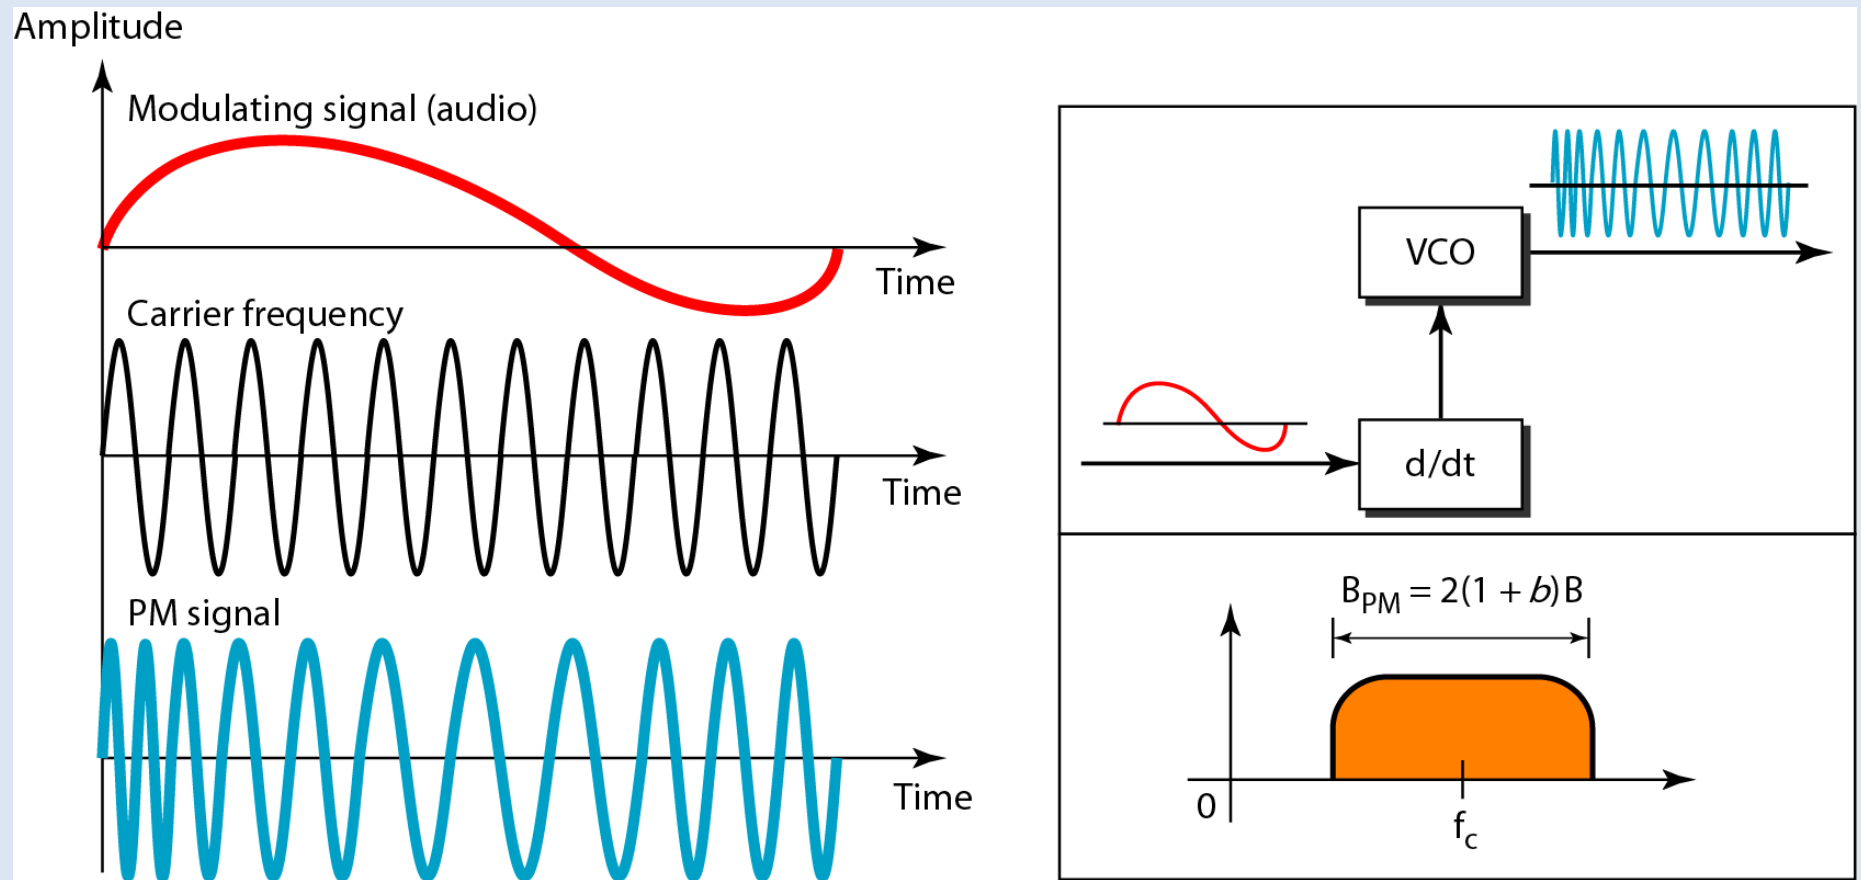 Amplitude
Modulating signal (audio)
Time
Carrier frequency
Time
PM signal
Time
VCO
d/dt
BPM = 2(1 + b)B
0
fc